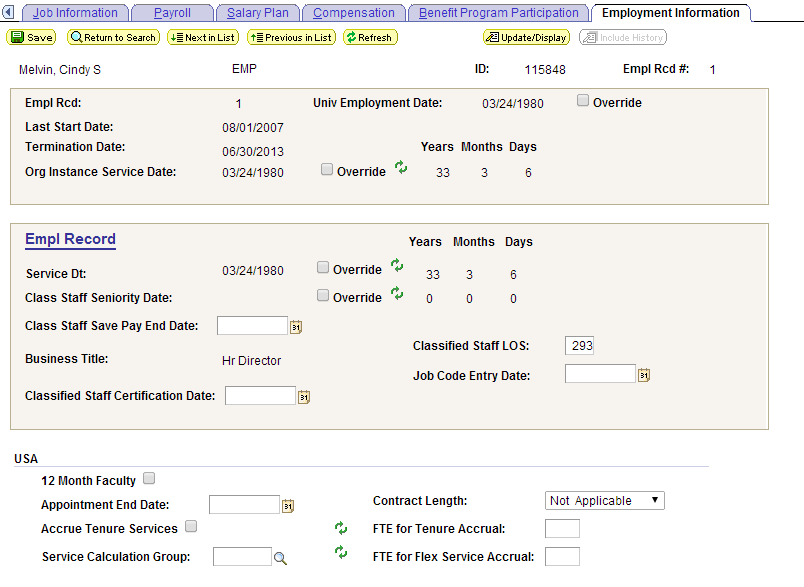 Job Information Payroll Salary Plan Compensation Benefit Program Participation Employment Information
Save Return to Search Next in List Previous in List Refresh Update/Display Include History
Melvin, Cindy S EMP ID: 115848 Empl Rcd #: 1
Empl Rcd: 1 Univ Employment Date: 03/24/1980 Override
Last Start Date: 08/01/2007
Termination Date: 06/30/2013 Years Months Days
Org Instance Service Date: 03/24/1980 Override 33 3 6
Empl Record Years Months Days
Service Dt: 03/24/1980 Override 33 3 6
Class Staff Seniority Date: Override 0 0 0
Class Staff Save Pay End Date: 31
Classified Staff LOS: 293
Business Title: Hr Director
Job Code Entry Date: 31
Classified Staff Certification Date: 31
USA
12 Month Faculty
Appointment End Date: 31 Contract Length: Not Applicable
Accrue Tenure Services FTE for Tenure Accrual:
Service Calculation Group: FTE for Flex Service Accrual: